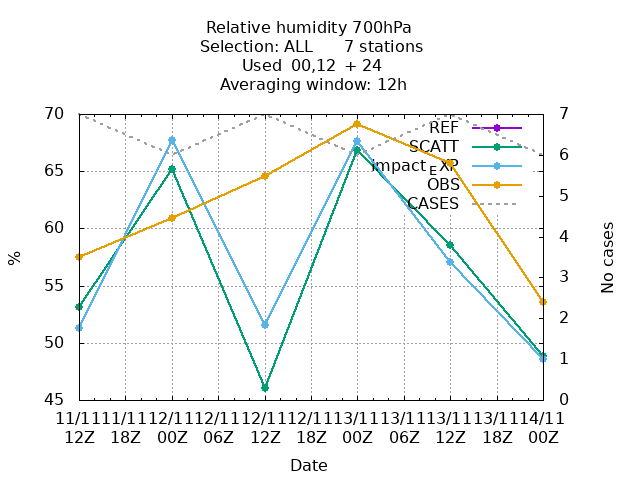 Relative humidity 700hPa
Selection: ALL 7 stations
Used 00,12 + 24
Averaging window: 12h
70
65
60
55
50
45
%
7
6
5
4
3
2
1
0
No cases
REF
SCATT
Impact_EXP
OBS
CASES
11/11 11/11 12/11 12/11 12/11 12/11 13/11 13/11 13/11 13/11 14/11
12Z 18Z 00Z 06Z 12Z 18Z 00Z 06Z 12Z 18Z 00Z
Date